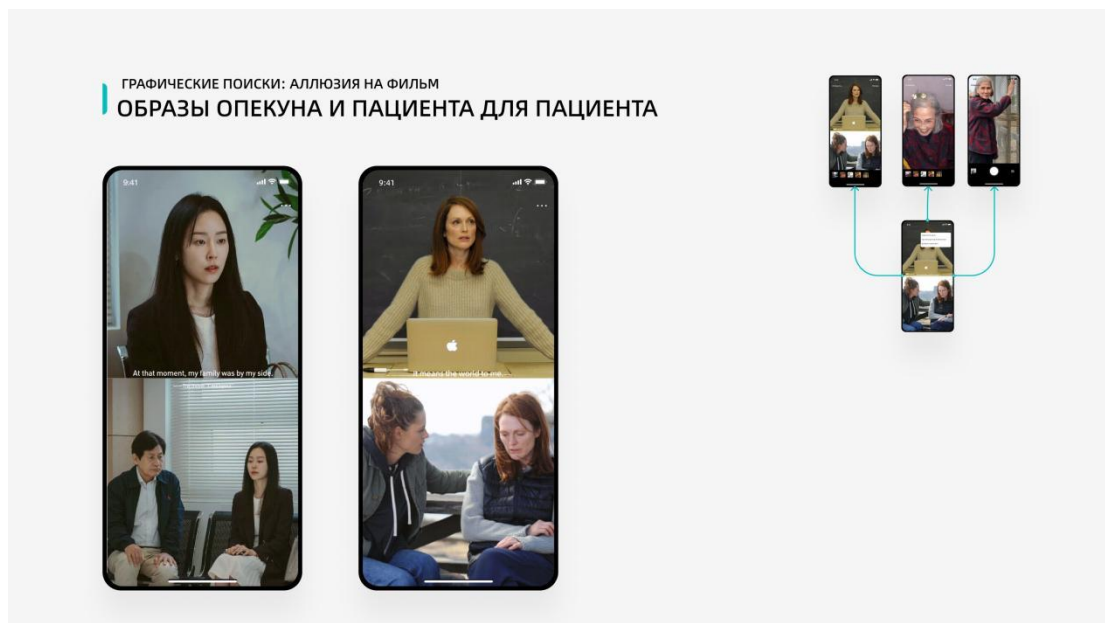 ГРАФИЧЕСКИЕ ПОИСКИ: АЛЛЮЗИЯ НА ФИЛЬМ
ОБРАЗЫ ОПЕКУНА И ПАЦИЕНТА ДЛЯ ПАЦИЕНТА
9:41
At that moment, my family was by my side.
9:41
It means the world to me.